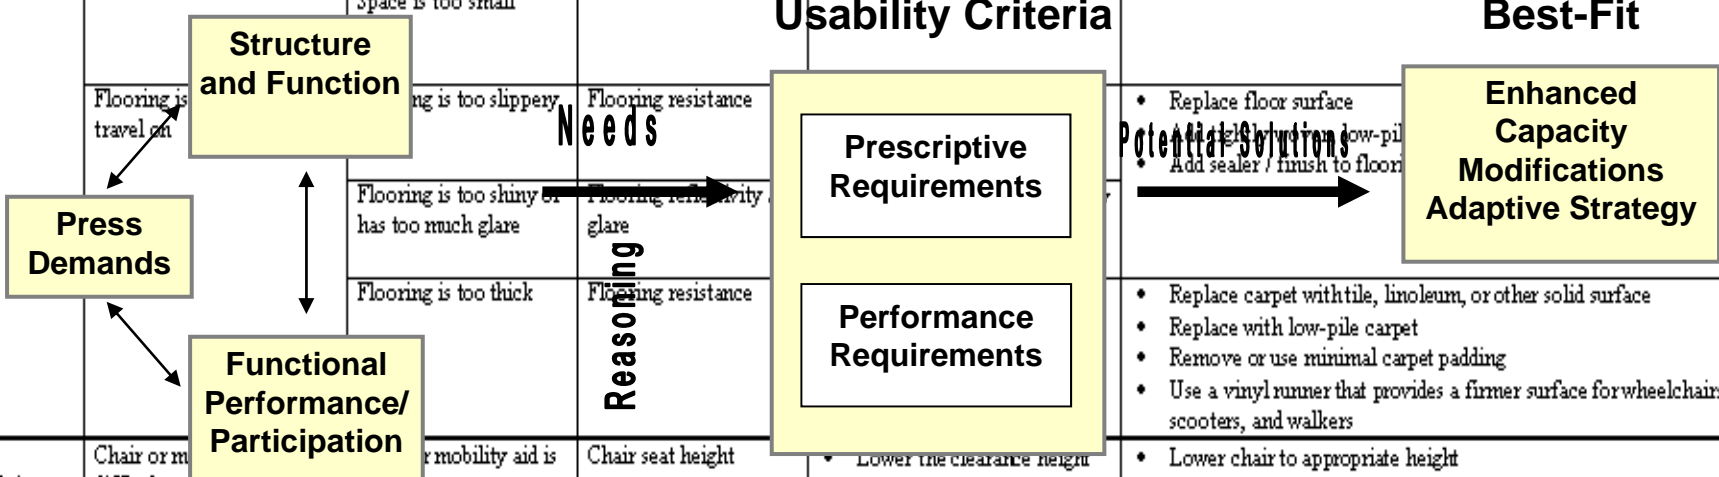 Space is too small
Usability Criteria
Best-Fit
Structure
and Function
Flooring is
travel on
ng is too slippery
Flooring resistance
Needs
Replace floor surface
low-pil
Add sealer / finish to floor
Potential Solutions
Enhanced
Capacity
Modifications
Adaptive Strategy
Prescriptive
Requirements
Press
Demands
Flooring is too shiny or
has too much glare
Flooring reflectivity
glare
Reasoning
Flooring is too thick
Flooring resistance
Performance
Requirements
• Replace carpet with tile, linoleum, or other solid surface
• Replace with low-pile carpet
• Remove or use minimal carpet padding
• Use a vinyl runner that provides a firmer surface for wheelchair
scooters, and walkers
Functional
Performance/
Participation
Chair or m
r mobility aid is
Chair seat height
• Lower the clearance height
• Lower chair to appropriate height